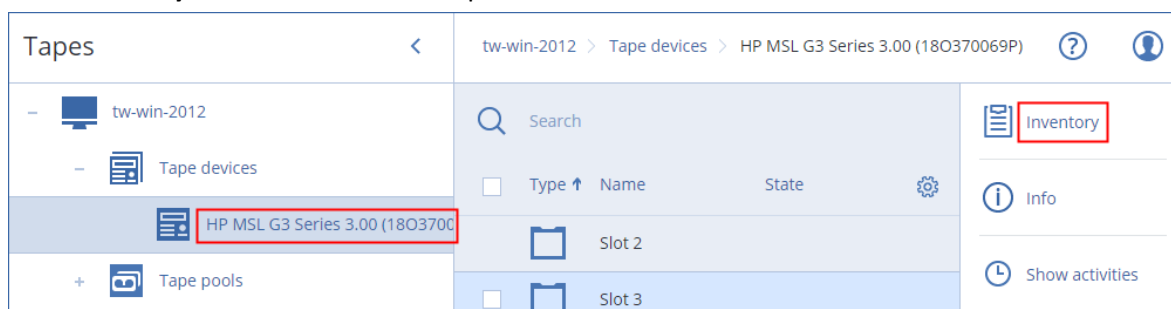 Tapes
tw-win-2012 > Tape devices > HP MSL G3 Series 3.00 (18O370069P)
tw-win-2012
Tape devices
HP MSL G3 Series 3.00 (18O3700
Tape pools
Search
Type Name State
Slot 2
Slot 3
Inventory
Info
Show activities